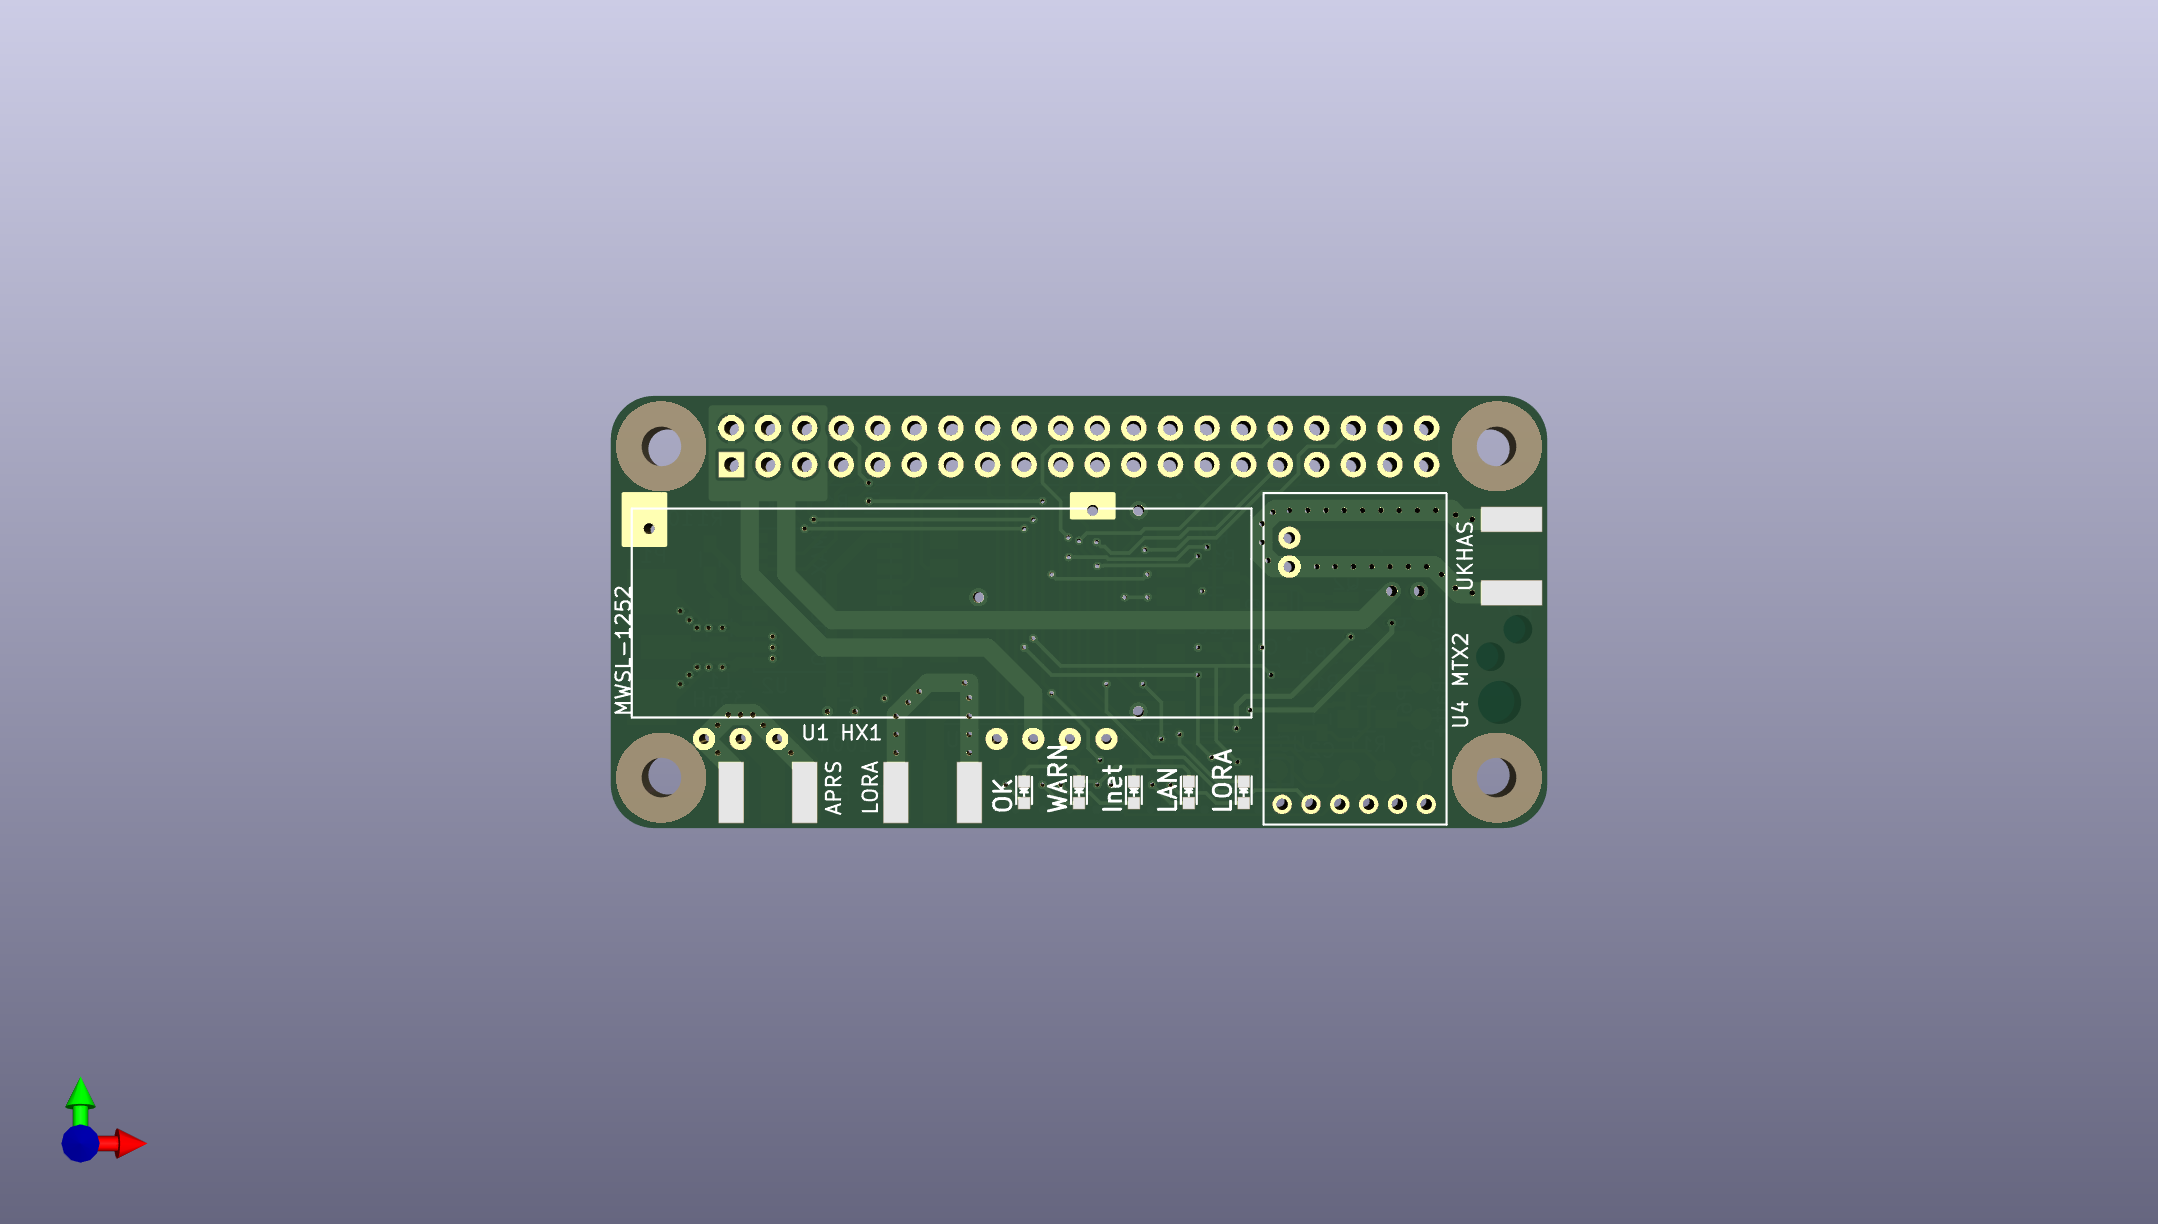 UKHAS
MWSL-1252
U4 MTX2
U1 HX1
APRS
LORA
OK
WARN
Inet
LAN
LORA